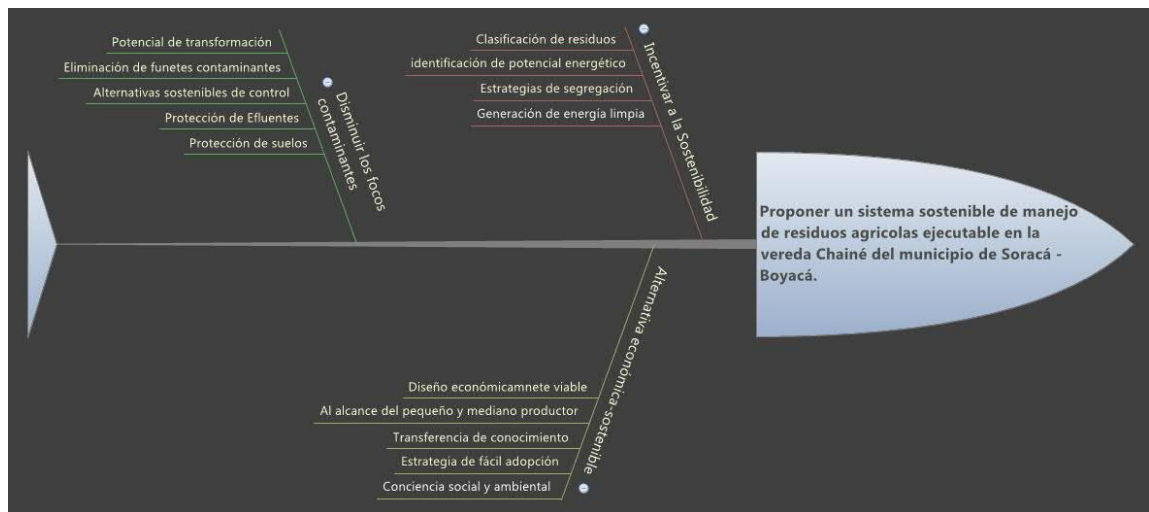 Potencial de transformación
Eliminación de funetes contaminantes
Alternativas sostenibles de control
Protección de Efluentes
Protección de suelos
Disminuir los focos
contaminantes
Clasificación de residuos
identificación de potencial energético
Estrategias de segregación
Generación de energía limpia
Incentivar a la Sostenibilidad
Proponer un sistema sostenible de manejo
de residuos agricolas ejecutable en la
vereda Chainé del municipio de Soracá -
Boyacá.
Alternativa económica-sostenible
Diseño económicamnete viable
Al alcance del pequeño y mediano productor
Transferencia de conocimiento
Estrategia de fácil adopción
Conciencia social y ambiental